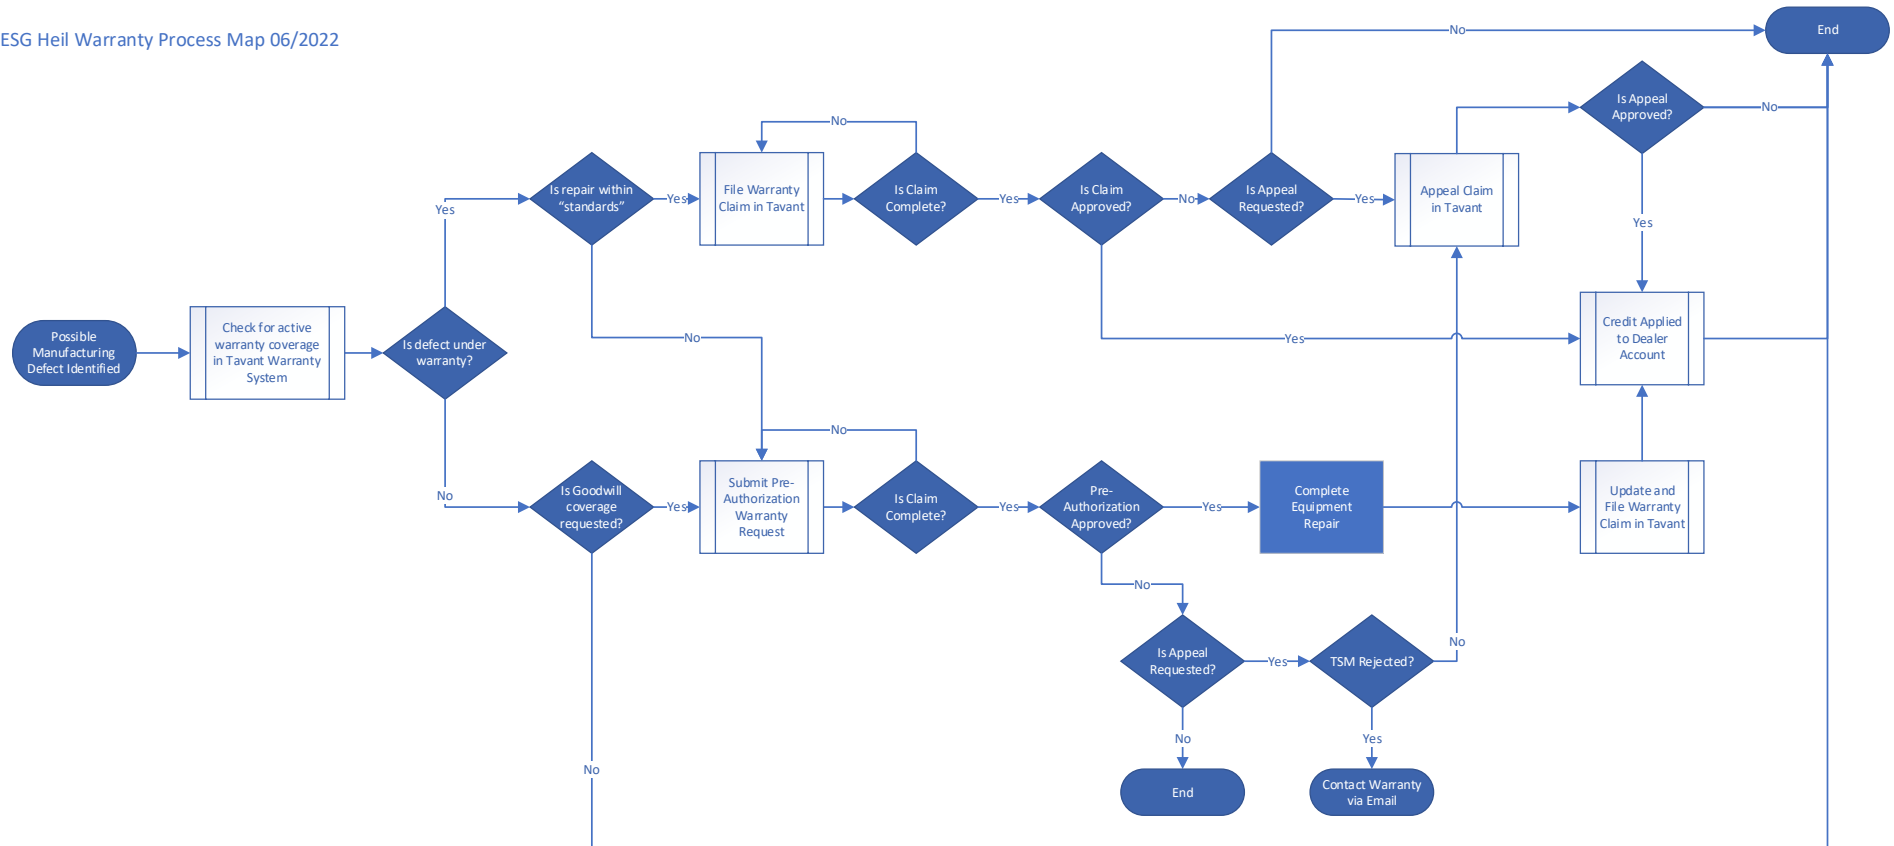 ESG Heil Warranty Process Map 06/2022
End
No
Is Appeal
Approved?
No
No
Is repair within
“standards”
Yes
File Warranty
Claim in Tavant
Is Claim
Complete?
Yes
Is Claim
Approved?
No
Is Appeal
Requested?
Yes
Appeal Claim
in Tavant
Yes
Yes
Possible
Manufacturing
Defect Identified
Check for active
warranty coverage
in Tavant Warranty
System
Is defect under
warranty?
No
Yes
Credit Applied
to Dealer
Account
No
No
Is Goodwill
coverage
requested?
Yes
Submit Pre-
Authorization
Warranty
Request
Is Claim
Complete?
Yes
Pre-
Authorization
Approved?
Yes
Complete
Equipment
Repair
Update and
File Warranty
Claim in Tavant
No
Is Appeal
Requested?
Yes
TSM Rejected?
No
No
Yes
No
End
Contact Warranty
via Email